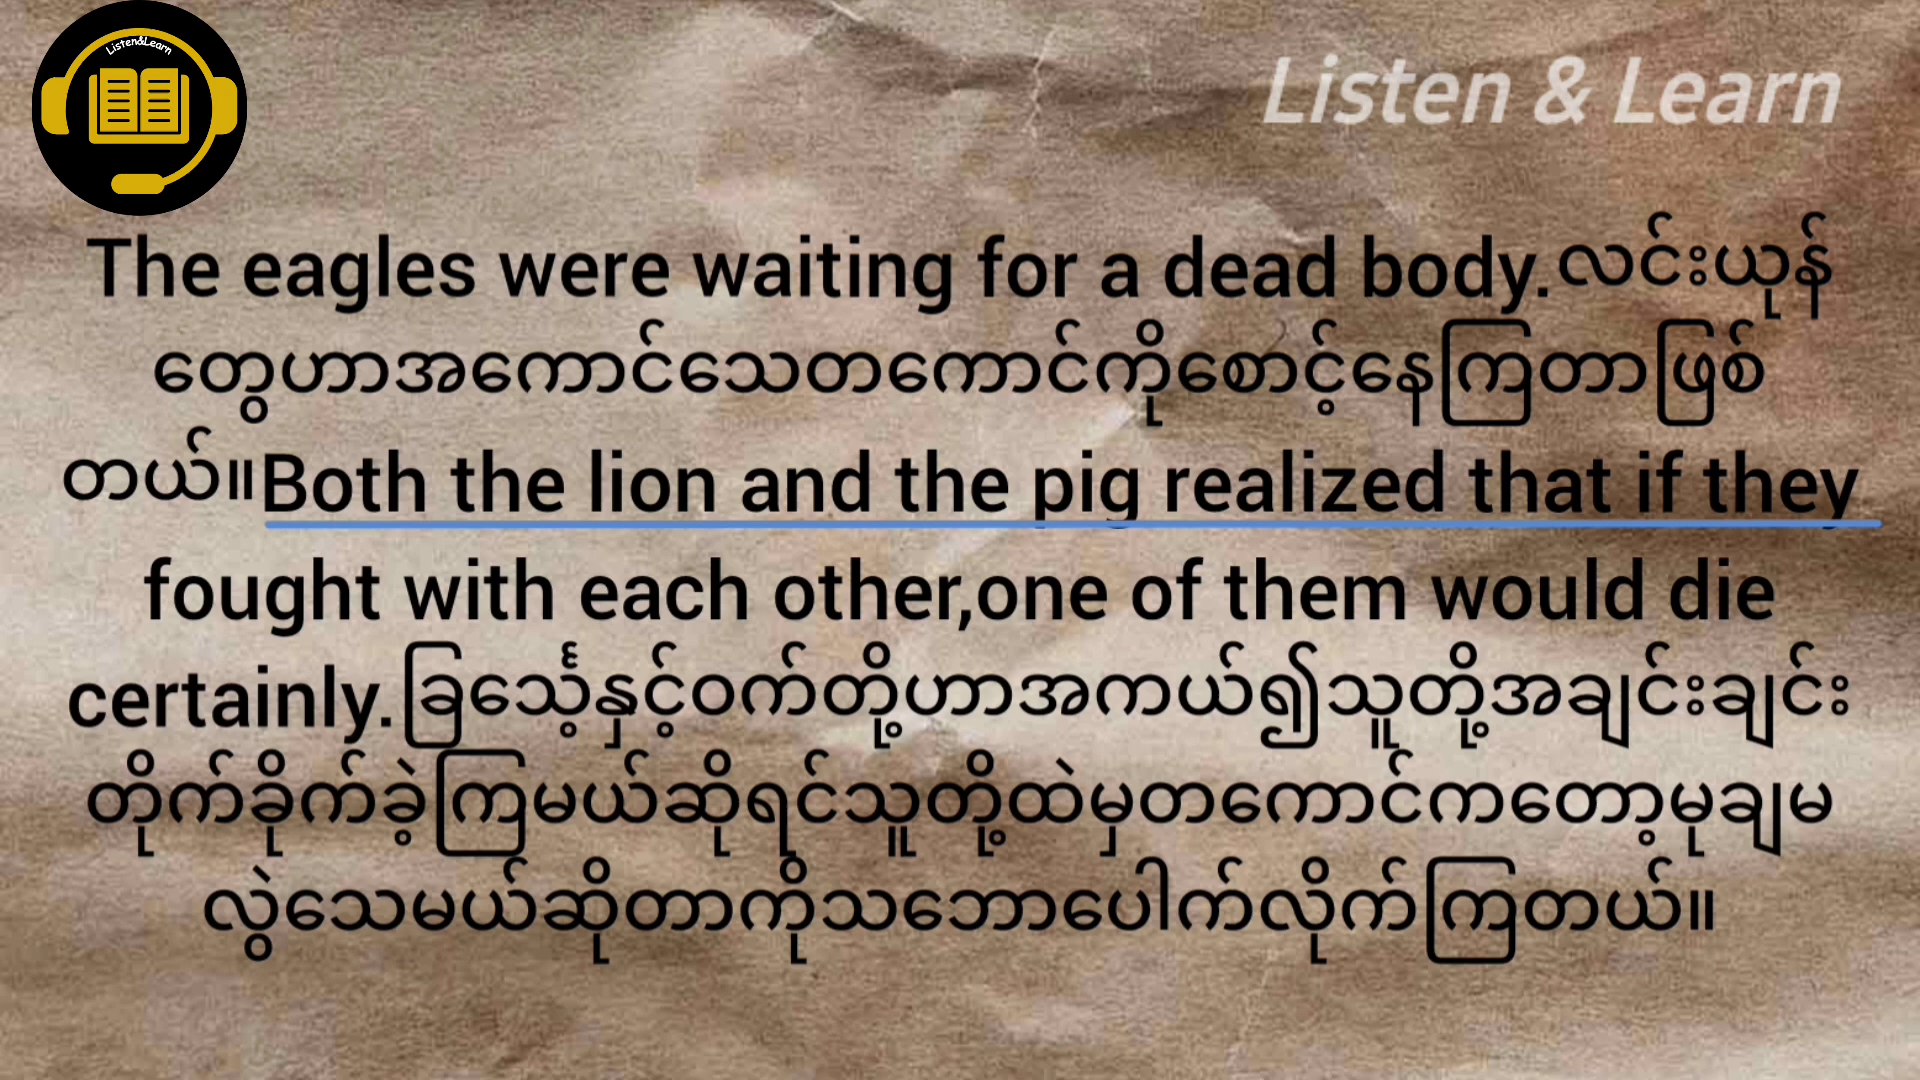 Listen&Learn
Listen & Learn
The eagles were waiting for a dead body.လင်းယုန်
တွေဟာအကောင်သေတကောင်ကိုစောင့်နေကြတာဖြစ်
တယ်။Both the lion and the pig realized that if they
fought with each other,one of them would die
certainly.ခြင်္သေ့နှင့်ဝက်တို့ဟာအကယ်၍သူတို့အချင်းချင်း
တိုက်ခိုက်ခဲ့ကြမယ်ဆိုရင်သူတို့ထဲမှတကောင်ကတော့မုချမ
လွဲသေမယ်ဆိုတာကိုသဘောပေါက်လိုက်ကြတယ်။